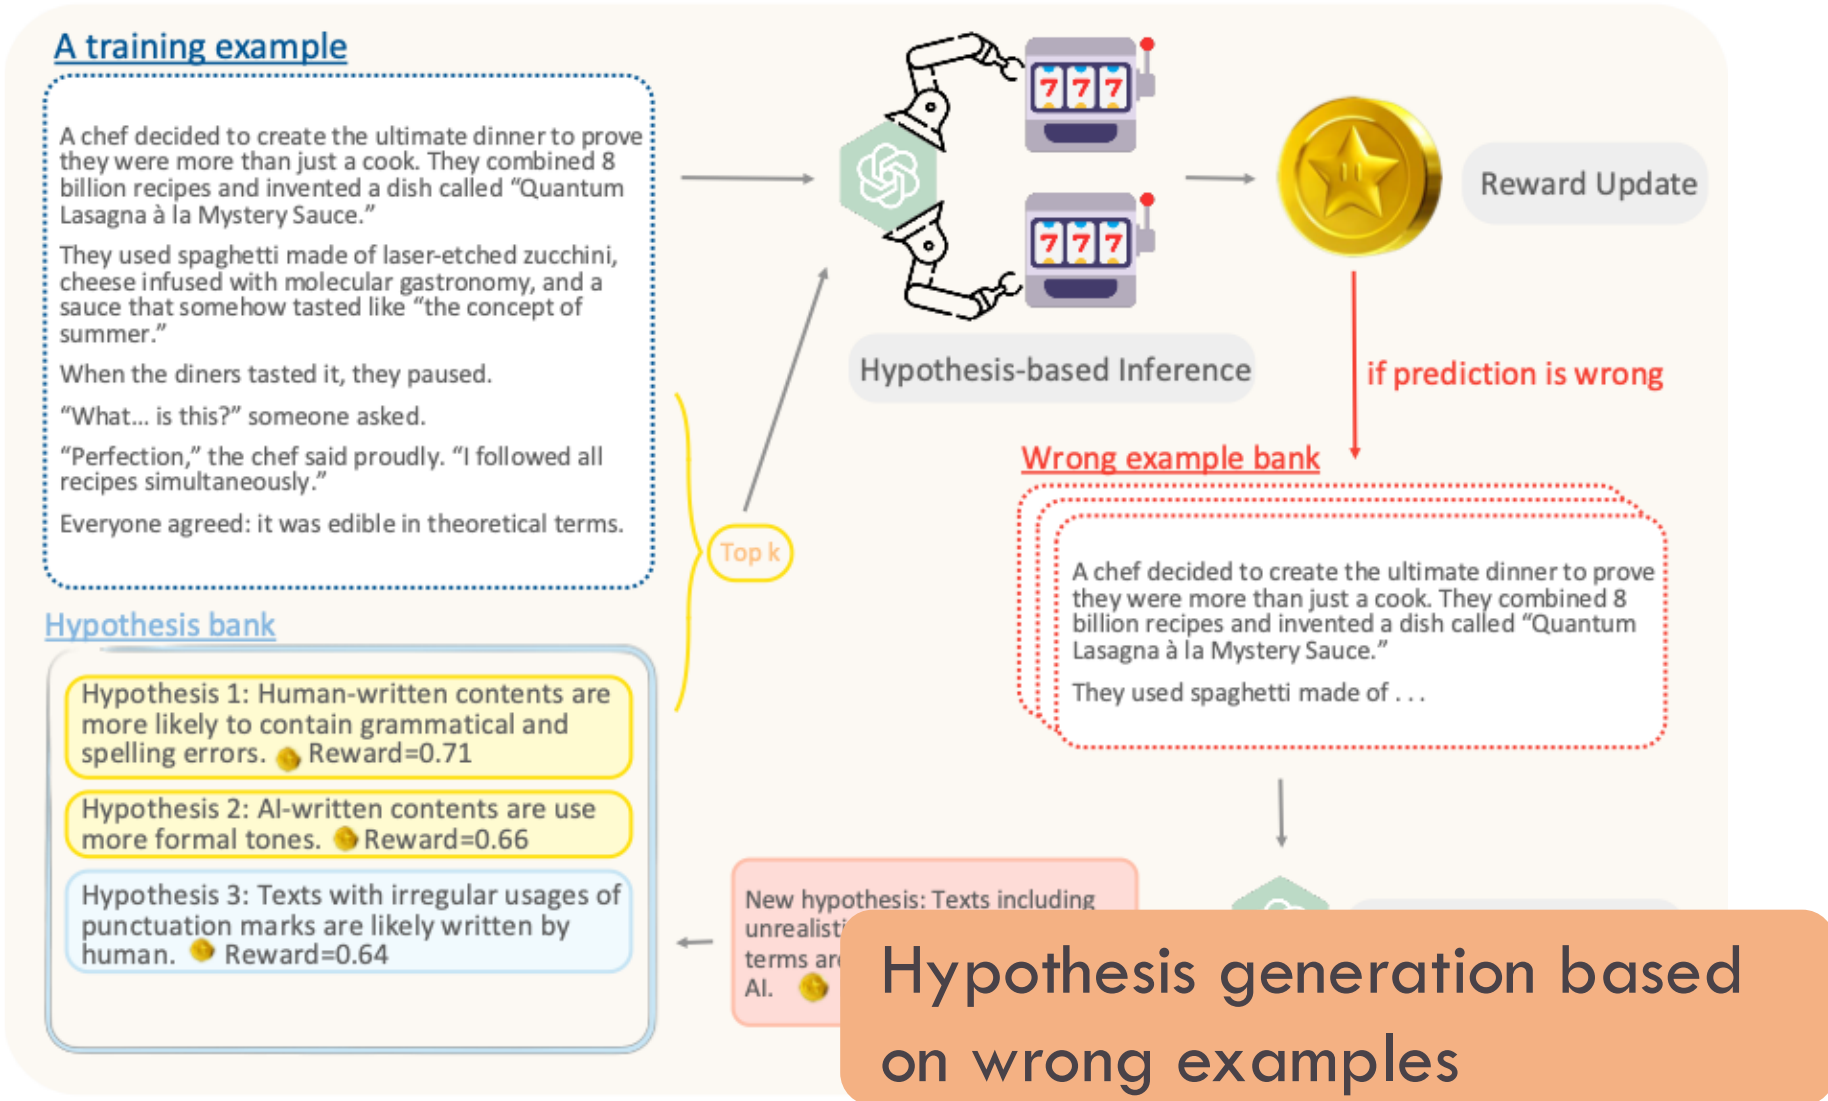 A training example
A chef decided to create the ultimate dinner to prove
they were more than just a cook. They combined 8
billion recipes and invented a dish called “Quantum
Lasagna à la Mystery Sauce.”
They used spaghetti made of laser-etched zucchini,
cheese infused with molecular gastronomy, and a
sauce that somehow tasted like “the concept of
summer.”
When the diners tasted it, they paused.
“What... is this?” someone asked.
“Perfection,” the chef said proudly. “I followed all
recipes simultaneously.”
Everyone agreed: it was edible in theoretical terms.
777
777
Hypothesis-based Inference
Reward Update
if prediction is wrong
Top k
Wrong example bank
A chef decided to create the ultimate dinner to prove
they were more than just a cook. They combined 8
billion recipes and invented a dish called “Quantum
Lasagna à la Mystery Sauce.”
They used spaghetti made of . . .
Hypothesis bank
Hypothesis 1: Human-written contents are
more likely to contain grammatical and
spelling errors. Reward=0.71
Hypothesis 2: AI-written contents are use
more formal tones. Reward=0.66
Hypothesis 3: Texts with irregular usages of
punctuation marks are likely written by
human. Reward=0.64
New hypothesis: Texts including
terms
AI.
Hypothesis generation based
on wrong examples